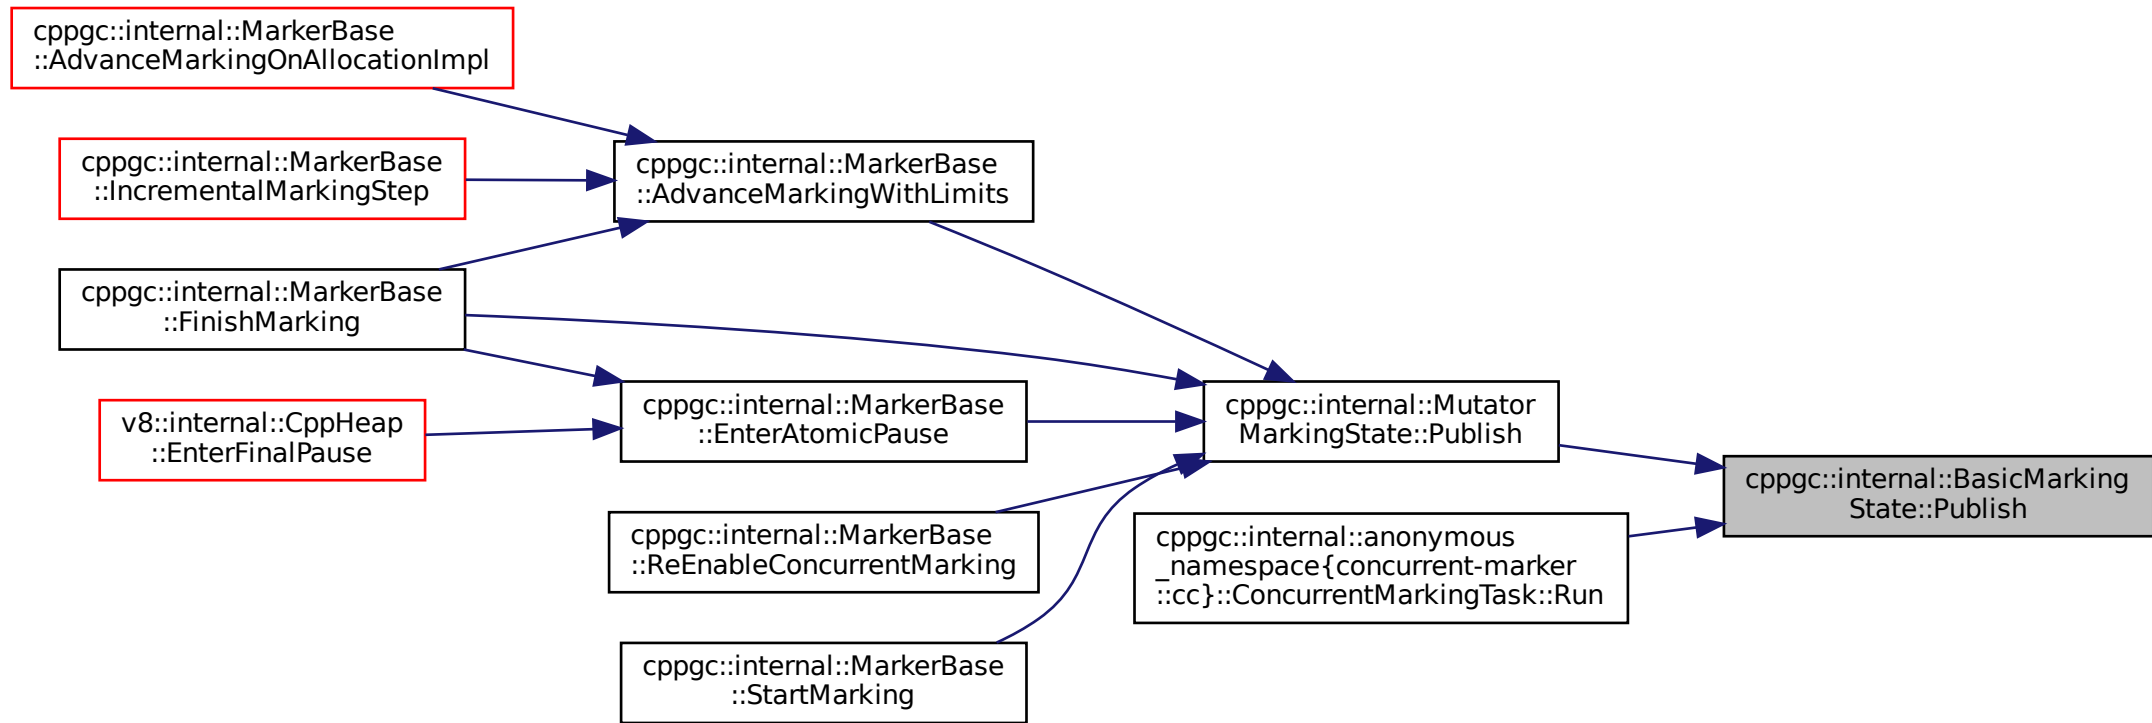 cppgc::internal::MarkerBase
::AdvanceMarkingOnAllocationImpl
cppgc::internal::MarkerBase
::IncrementalMarkingStep
cppgc::internal::MarkerBase
::AdvanceMarkingWithLimits
cppgc::internal::MarkerBase
::FinishMarking
v8::internal::CppHeap
::EnterFinalPause
cppgc::internal::MarkerBase
::EnterAtomicPause
cppgc::internal::Mutator
MarkingState::Publish
cppgc::internal::BasicMarking
State::Publish
cppgc::internal::MarkerBase
::ReEnableConcurrentMarking
cppgc::internal::anonymous
_namespace{concurrent-marker
::cc}::ConcurrentMarkingTask::Run
cppgc::internal::MarkerBase
::StartMarking